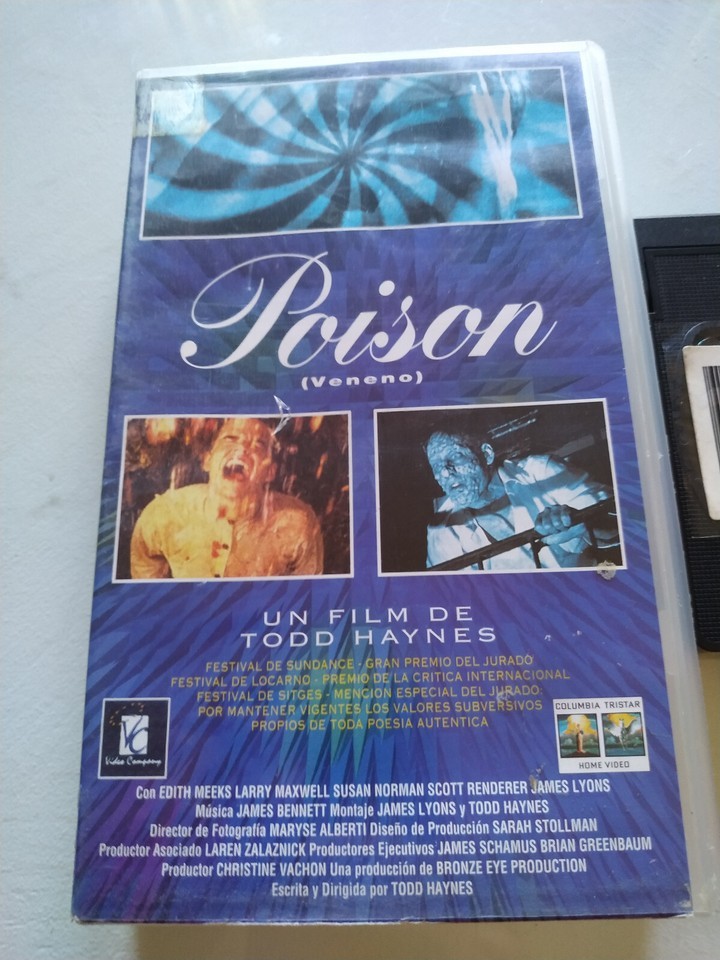 Poison
(Veneno)
UN FILM DE
TODD HAYNES
FESTIVAL DE SUNDANCE - GRAN PREMIO DEL JURADO
FESTIVAL DE LOCARNO - PREMIO DE LA CRITICA INTERNACIONAL
FESTIVAL DE SITGES - MENCION ESPECIAL DEL JURADO:
POR MANTENER VIGENTES LOS VALORES SUBVERSIVOS
PROPIOS DE TODA POESIA AUTENTICA
VC
Video Company
COLUMBIA TRISTAR
HOME VIDEO
Con EDITH MEEKS LARRY MAXWELL SUSAN NORMAN SCOTT RENDERER JAMES LYONS
Música JAMES BENNETT Montaje JAMES LYONS y TODD HAYNES
Director de Fotografía MARYSE ALBERTI Diseño de Producción SARAH STOLLMAN
Productor Asociado LAREN ZALAZNICK Productores Ejecutivos JAMES SCHAMUS BRIAN GREENBAUM
Productor CHRISTINE VACHON Una producción de BRONZE EYE PRODUCTION
Escrita y Dirigida por TODD HAYNES